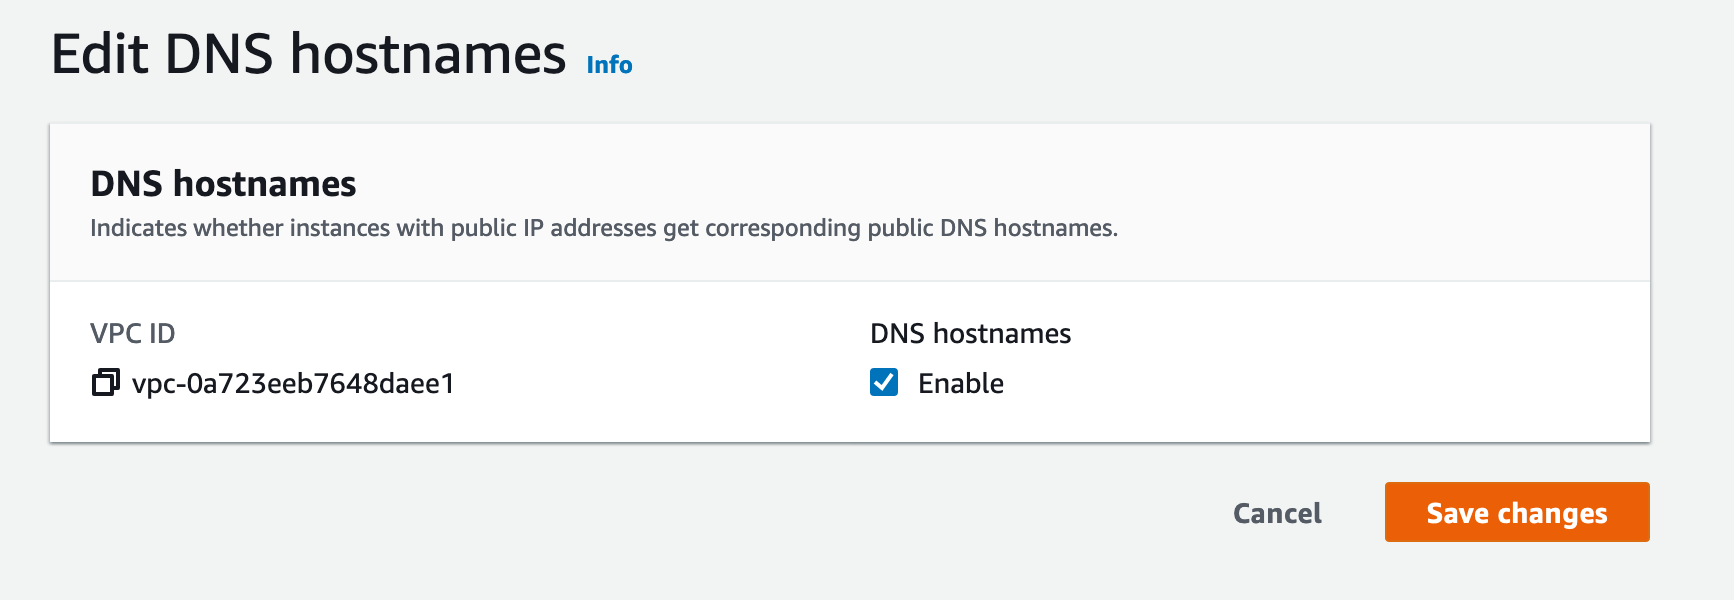 Edit DNS hostnames Info
DNS hostnames
Indicates whether instances with public IP addresses get corresponding public DNS hostnames.
VPC ID
vpc-0a723eeb7648daee1
DNS hostnames
Enable
Cancel
Save changes